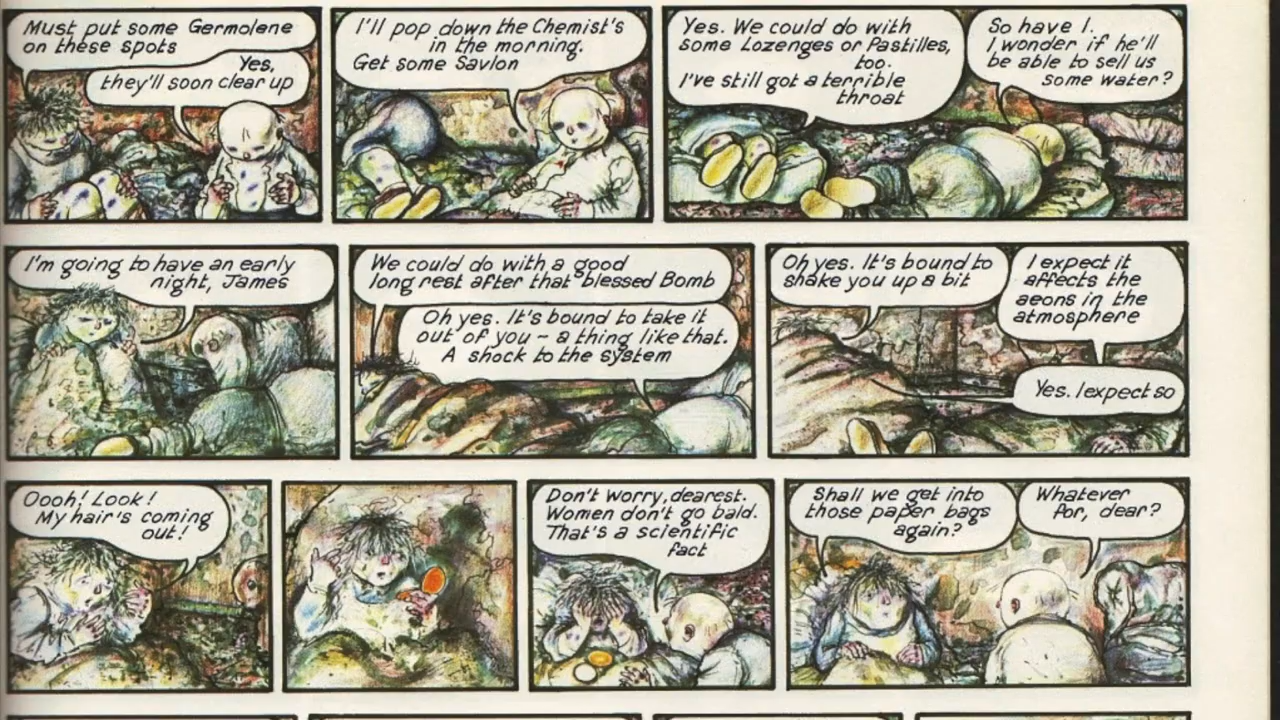 Must put some Germolene
on these spots
Yes,
they'll soon clear up
I'll pop down the Chemist's
in the morning.
Get some Savlon
Yes. We could do with
some Lozenges or Pastilles,
too.
I've still got a terrible
throat
So have I.
I wonder if he'll
be able to sell us
some water?
I'm going to have an early
night, James
We could do with a good
long rest after that blessed Bomb
Oh yes. It's bound to take it
out of you ~ a thing like that.
A shock to the system
Oh yes. It's bound to
shake you up a bit
I expect it
affects the
aeons in the
atmosphere
Yes. I expect so
Oooh! Look!
My hair's coming
out!
Don't worry, dearest.
Women don't go bald.
That's a scientific
fact
Shall we get into
those paper bags
again?
Whatever
for, dear?